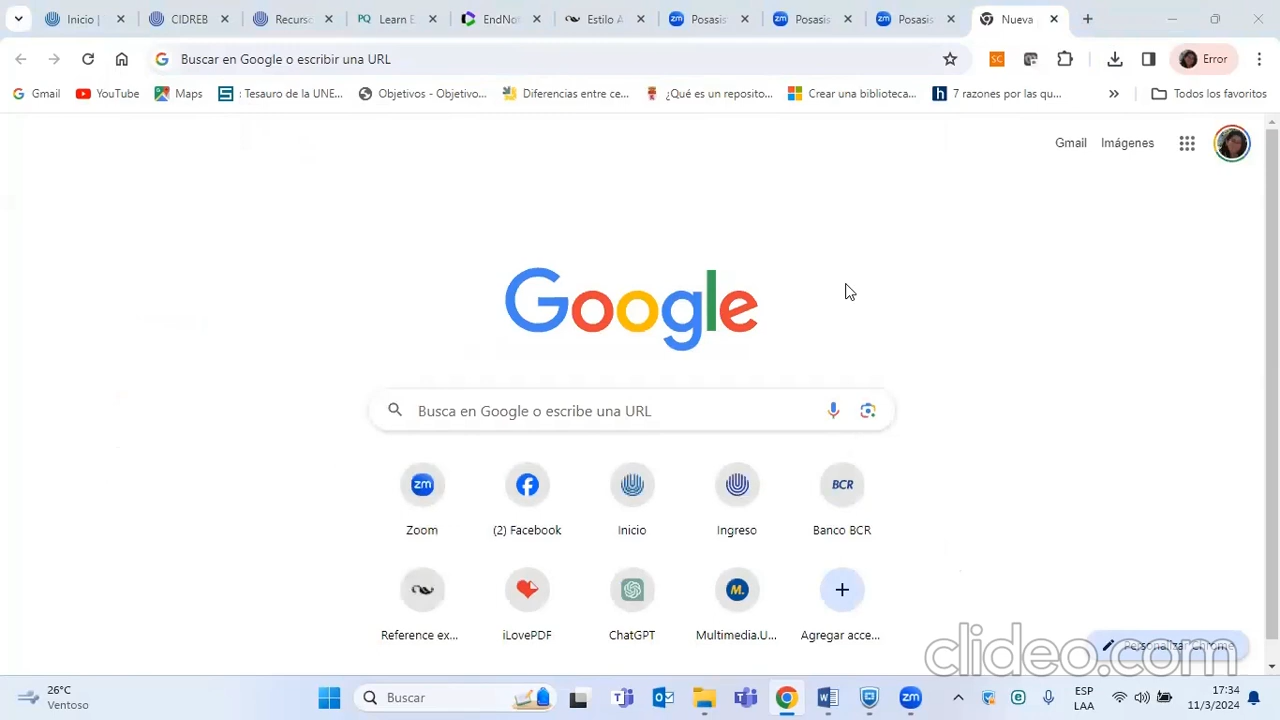 Inicio |
CIDREB
Recurso
Learn E
EndNot
Estilo A
Posasis
Posasis
Posasis
Nueva
Buscar en Google o escribir una URL
SC
Error
Gmail
YouTube
Maps
: Tesauro de la UNE...
Objetivos - Objetivo...
Diferencias entre ce...
¿Qué es un reposito...
Crear una biblioteca...
7 razones por las qu...
»
Todos los favoritos
Gmail
Imágenes
Google
Busca en Google o escribe una URL
zm
BCR
Zoom
(2) Facebook
Inicio
Ingreso
Banco BCR
M.
Reference ex...
iLovePDF
ChatGPT
Multimedia.U...
Agregar acce...
Personalizar Chrome
clideo.com
26°C
Ventoso
Buscar
ESP
LAA
17:34
11/3/2024